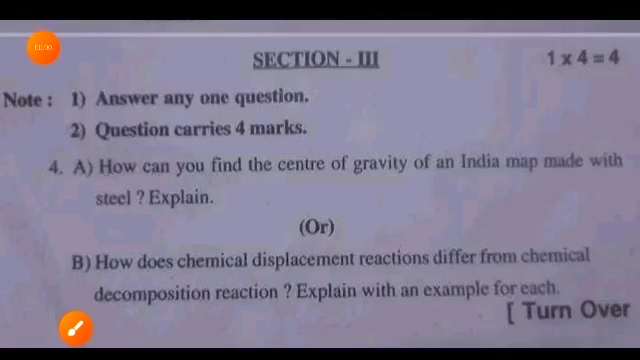 00:00
SECTION - III 1 x 4 = 4
Note : 1) Answer any one question.
2) Question carries 4 marks.
4. A) How can you find the centre of gravity of an India map made with
steel ? Explain.
(Or)
B) How does chemical displacement reactions differ from chemical
decomposition reaction ? Explain with an example for each.
[ Turn Over